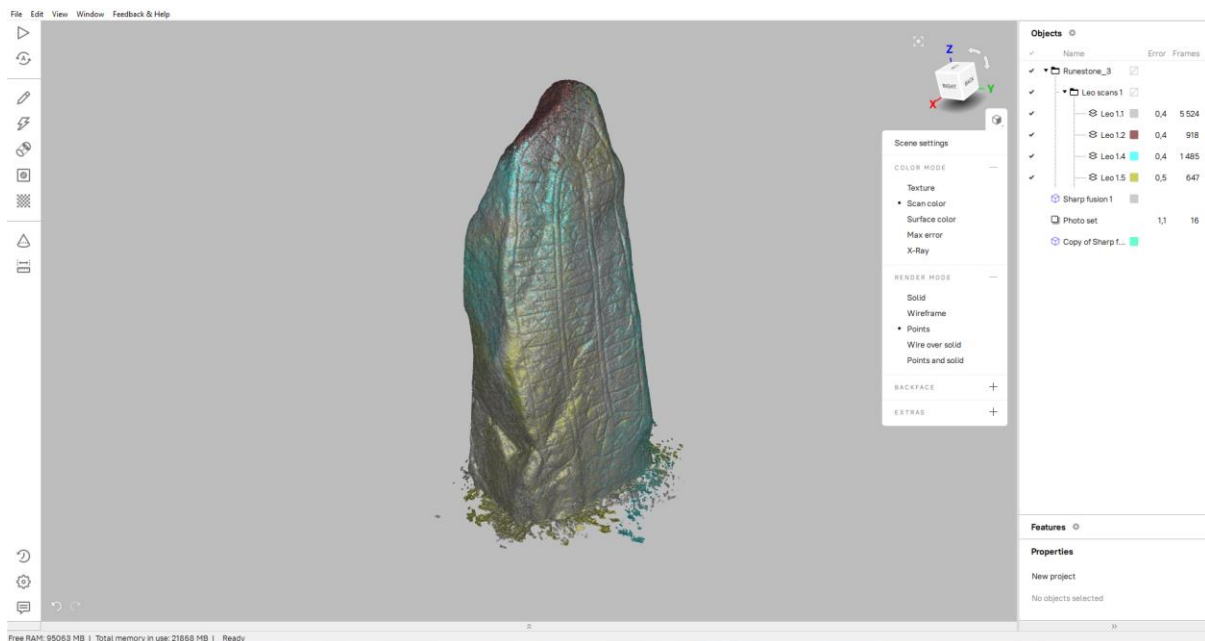 File Edit View Window Feedback & Help
Z
Y
X
RIGHT
BACK
Scene settings
COLOR MODE
Texture
Scan color
Surface color
Max error
X-Ray
RENDER MODE
Solid
Wireframe
Points
Wire over solid
Points and solid
BACKFACE
EXTRAS
Objects
Name Error Frames
Runestone_3
Leo scans 1
Leo 1.1 0,4 5 524
Leo 1.2 0,4 918
Leo 1.4 0,4 1 485
Leo 1.5 0,5 647
Sharp fusion 1
Photo set 1,1 16
Copy of Sharp f...
Features
Properties
New project
No objects selected
Free RAM: 95063 MB | Total memory in use: 21868 MB | Ready